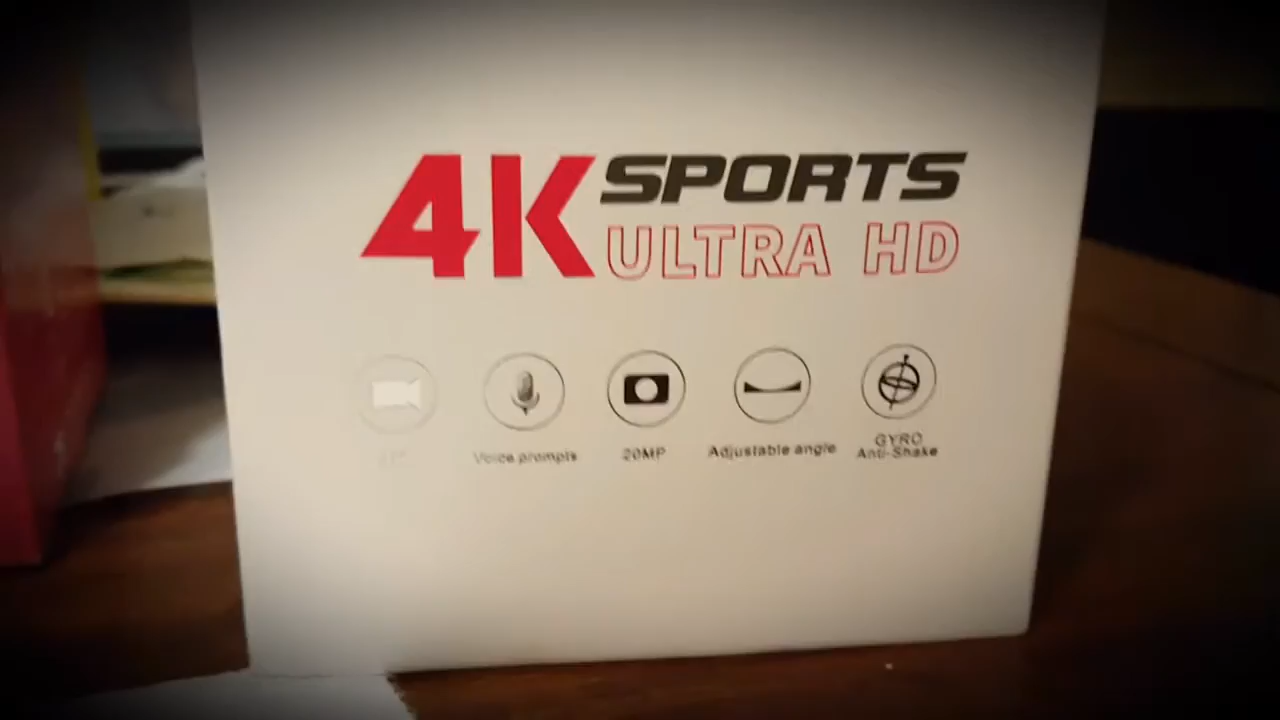 4K SPORTS
ULTRA HD
Voice prompts
20MP
Adjustable angle
GYRO
Anti-Shake